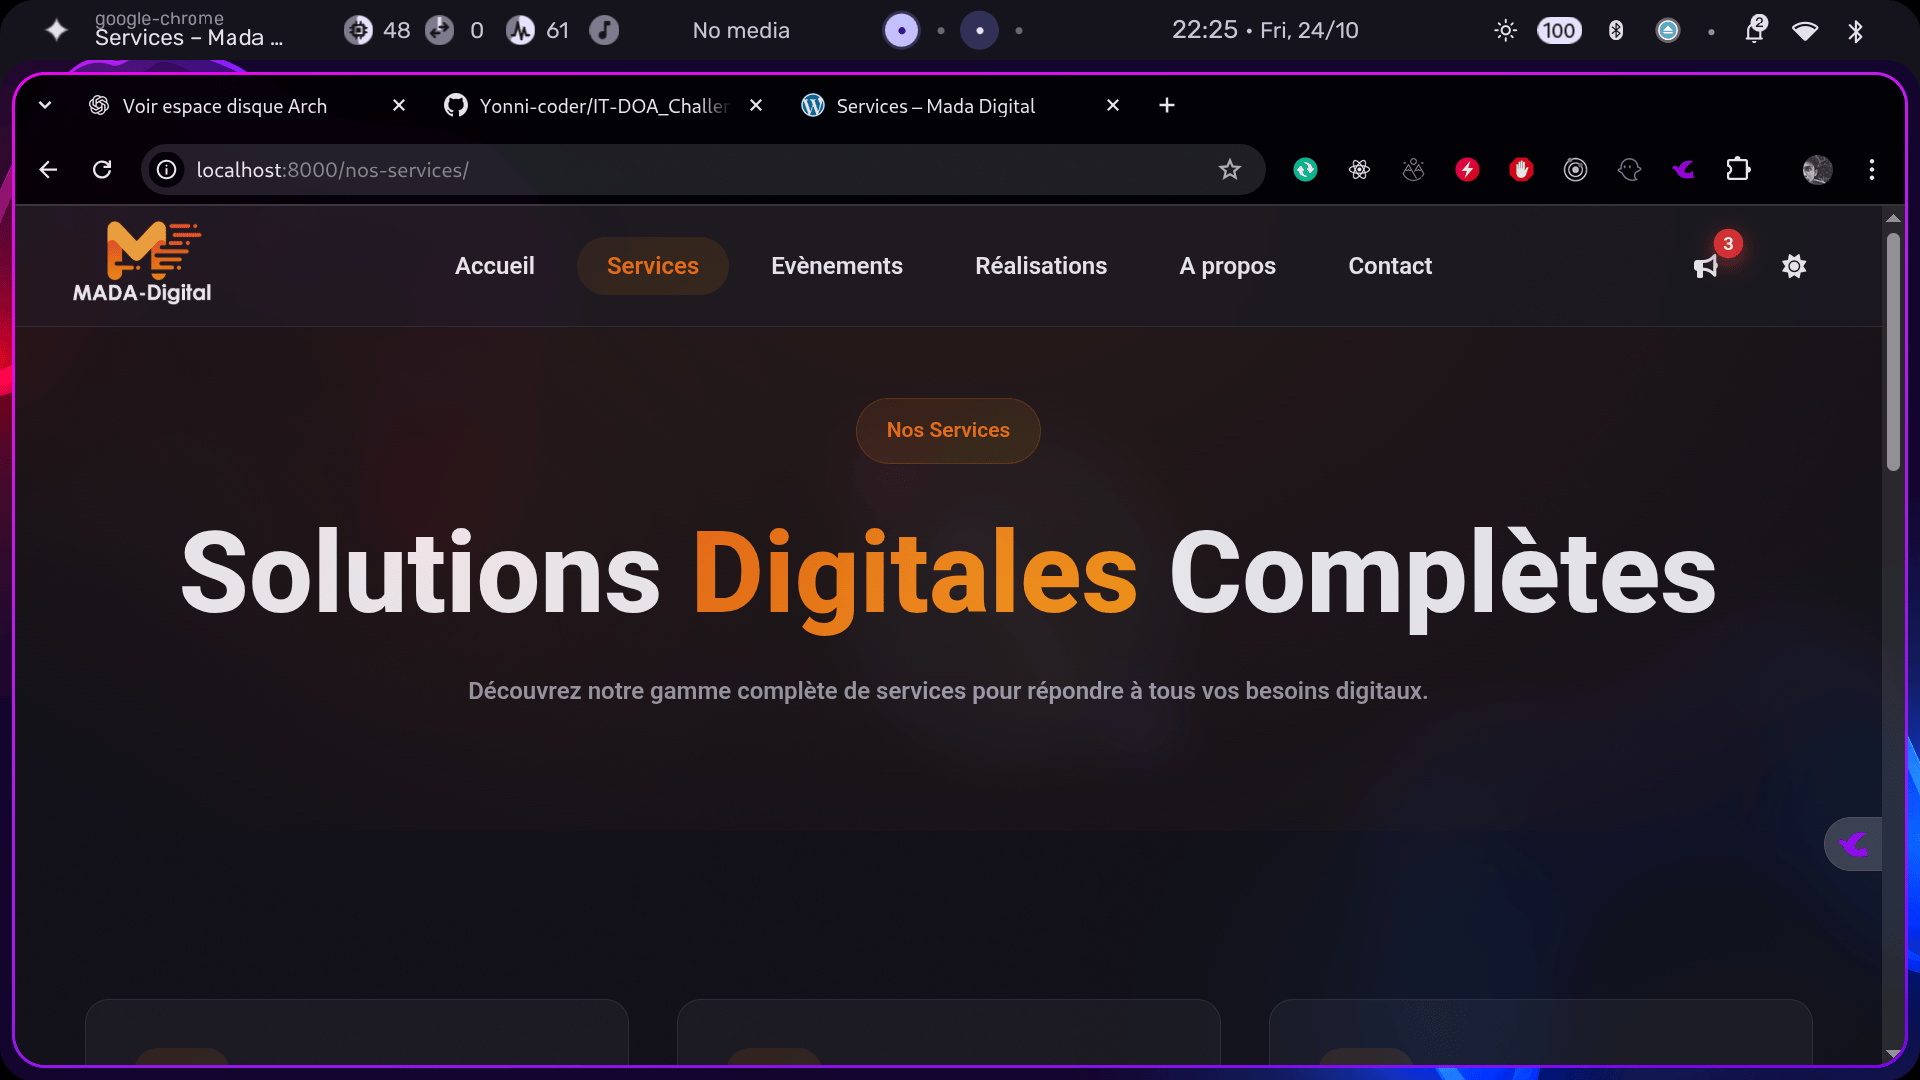 google-chrome
Services – Mada ...
48
0
61
No media
22:25 • Fri, 24/10
100
2
Voir espace disque Arch
Yonni-coder/IT-DOA_Challer
Services – Mada Digital
localhost:8000/nos-services/
MADA-Digital
Accueil
Services
Evènements
Réalisations
A propos
Contact
3
Nos Services
Solutions Digitales Complètes
Découvrez notre gamme complète de services pour répondre à tous vos besoins digitaux.